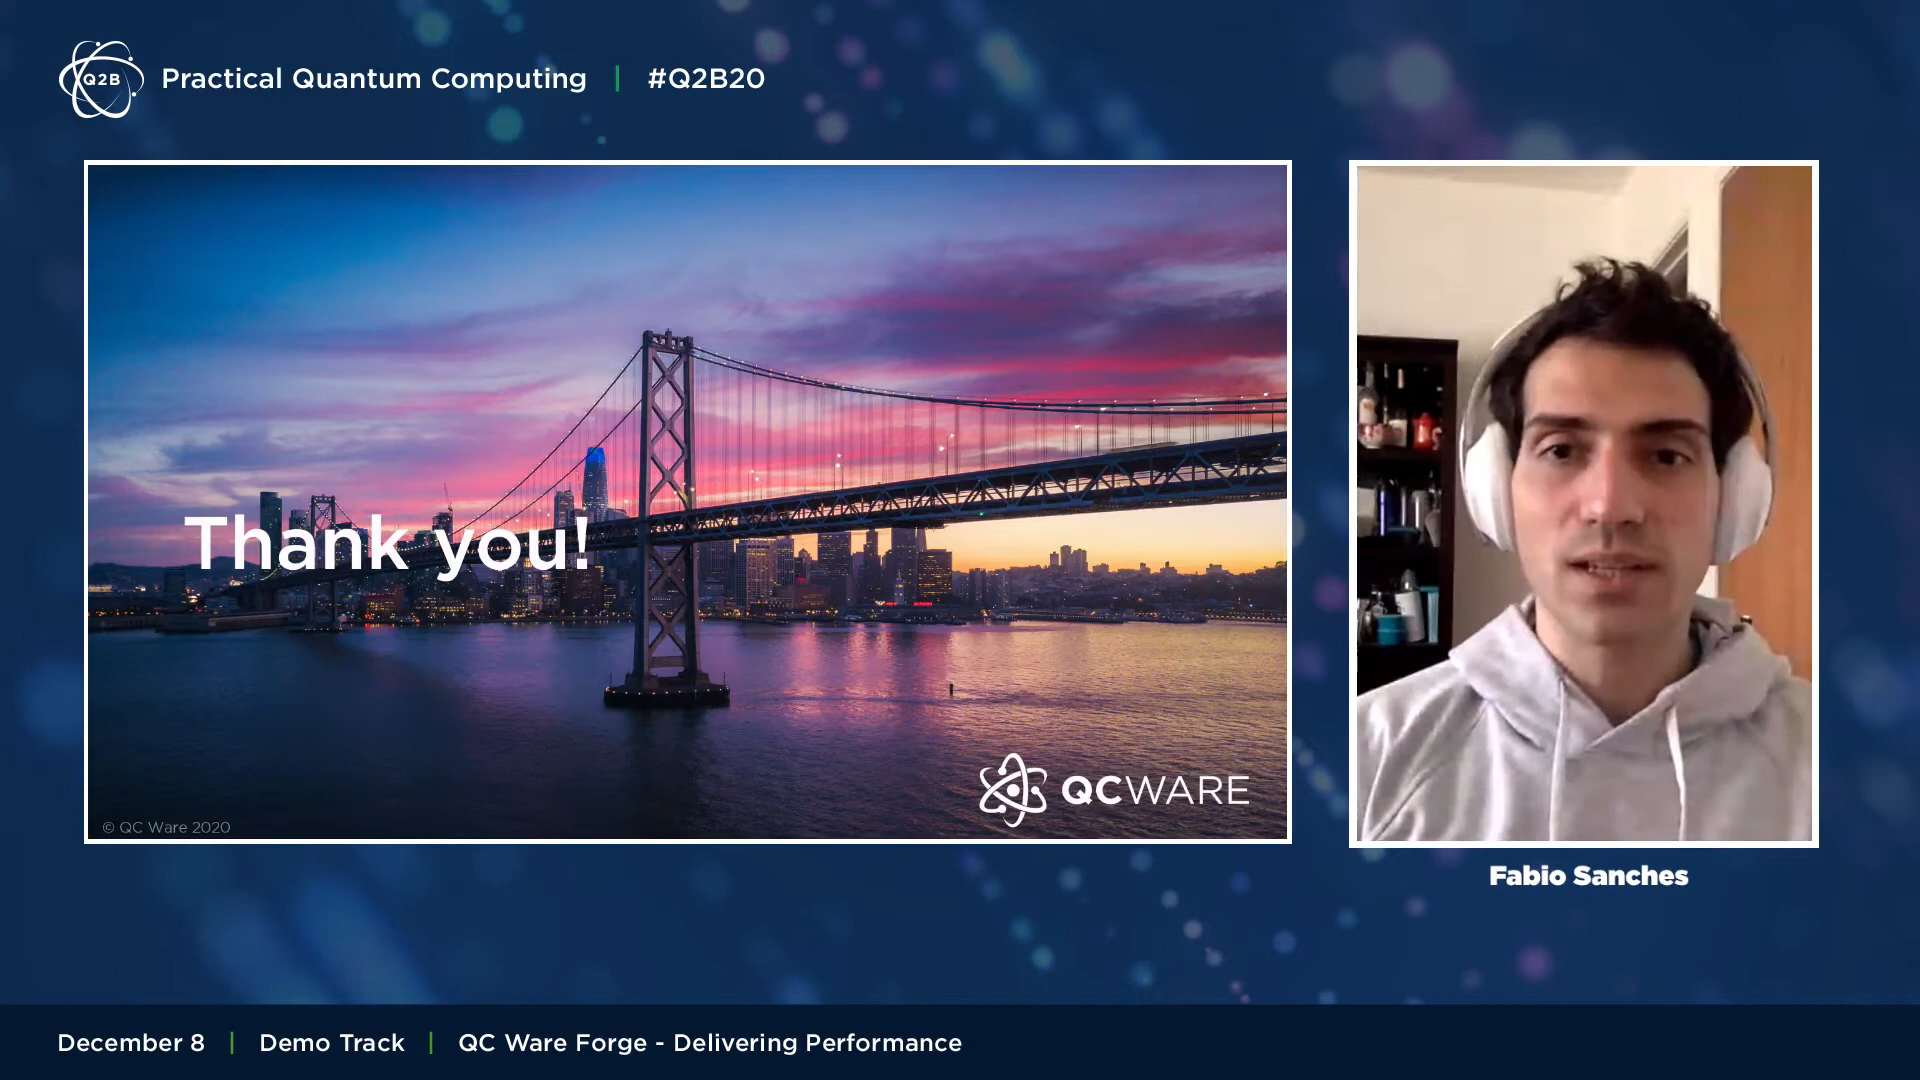 Q2B
Practical Quantum Computing | #Q2B20
Thank you!
QCWARE
© QC Ware 2020
Fabio Sanches
December 8 | Demo Track | QC Ware Forge - Delivering Performance